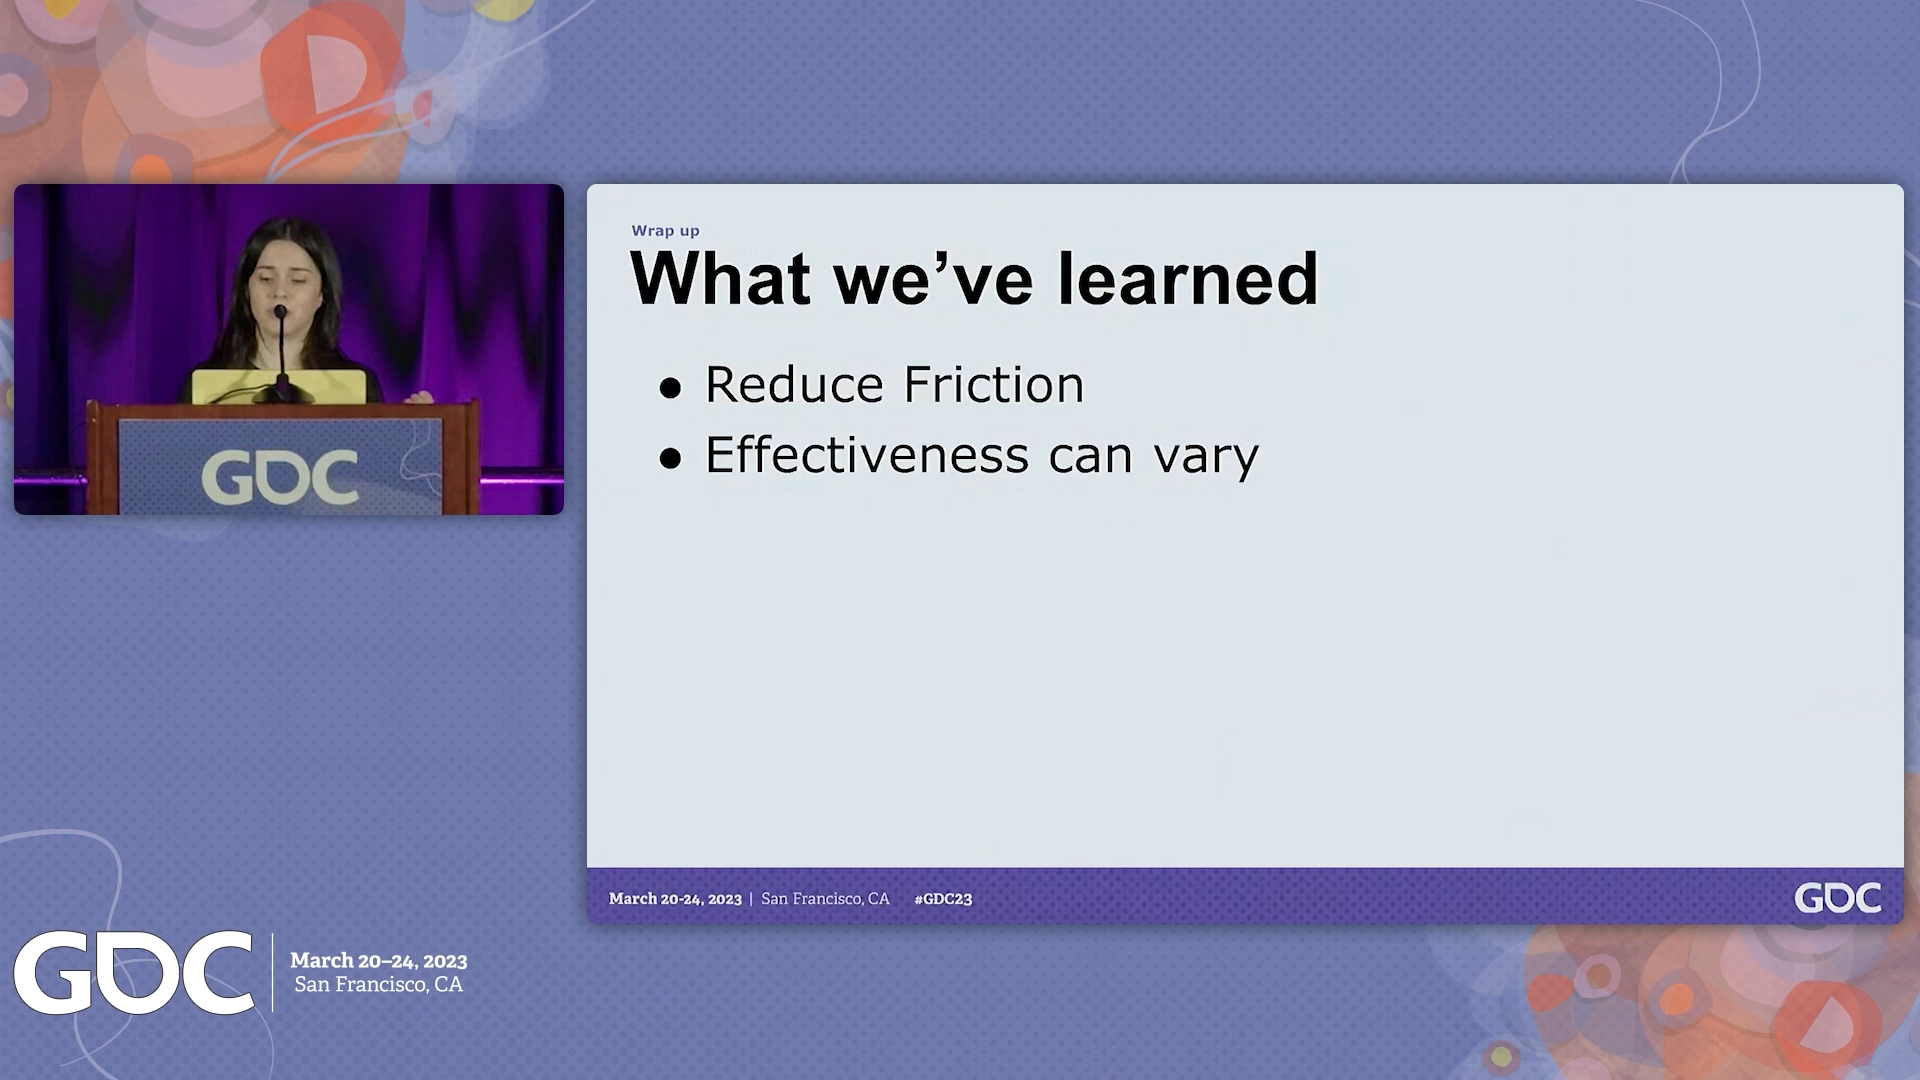 GDC
Wrap up
What we’ve learned
● Reduce Friction
● Effectiveness can vary
March 20-24, 2023 | San Francisco, CA #GDC23
GDC
GDC
March 20–24, 2023
San Francisco, CA